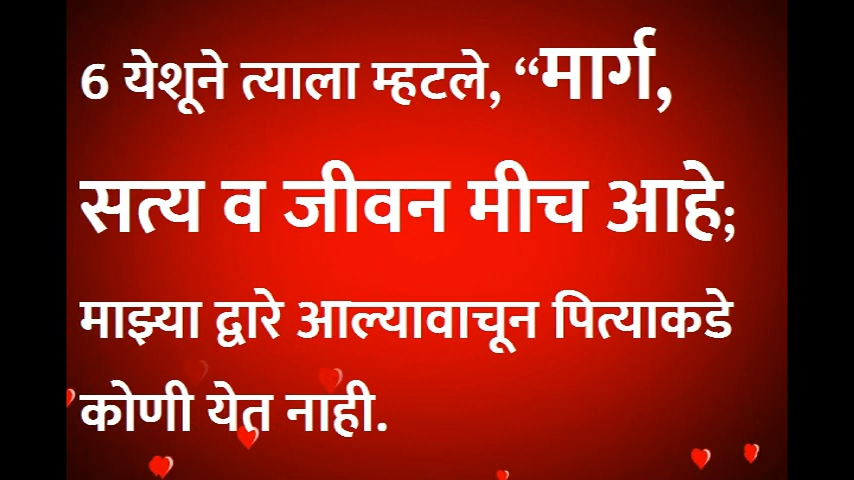 6 येशूने त्याला म्हटले, “मार्ग,
सत्य व जीवन मीच आहे;
माझ्या द्वारे आल्यावाचून पित्याकडे
कोणी येत नाही.